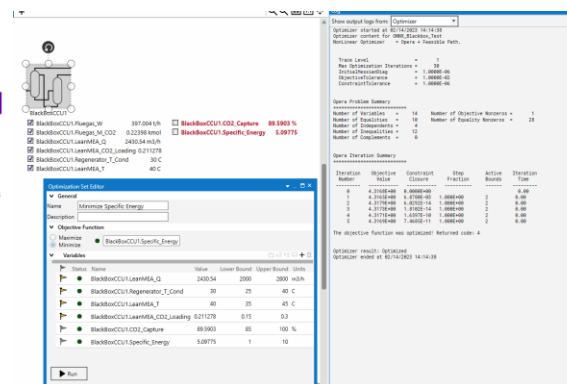 Show output logs from: Optimizer
Optimizer started at 02/14/2023 14:14:38
Optimizer content for ONNX_Blackbox_Test
NonLinear Optimizer = Opera + Feasible Path.
Trace Level = 1
Max Optimization Iterations = 30
InitialHessianDiag = 1.0000E-06
ObjectiveTolerance = 1.0000E-02
ConstraintTolerance = 1.0000E-06
Opera Problem Summary
Number of Variables = 14 Number of Objective Nonzeros = 1
Number of Equalities = 10 Number of Equality Nonzeros = 28
Number of Independents = 4
Number of Inequalities = 12
Number of Complements = 0
Opera Iteration Summary
Iteration Objective Constraint Step Active Iteration
Number Value Closure Fraction Bounds Time
The objective function was optimized! Returned code: 4
Optimizer result: Optimized
Optimizer ended at 02/14/2023 14:14:38
BlackBoxCCU1
BlackBoxCCU1.Fluegas_W 397.004 t/h
BlackBoxCCU1.CO2_Capture 89.5903 %
BlackBoxCCU1.Fluegas_M_CO2 0.22398 kmol
BlackBoxCCU1.Specific_Energy 5.09775
BlackBoxCCU1.LeanMEA_Q 2430.54 m3/h
BlackBoxCCU1.LeanMEA_CO2_Loading 0.211278
BlackBoxCCU1.Regenerator_T_Cond 30 C
BlackBoxCCU1.LeanMEA_T 40 C
Optimization Set Editor
General
Name Minimize Specific Energy
Description
Objective Function
Maximize
Minimize
BlackBoxCCU1.Specific_Energy
Variables
Status Name Value Lower Bound Upper Bound Units
BlackBoxCCU1.LeanMEA_Q 2430.54 2000 2800 m3/h
BlackBoxCCU1.Regenerator_T_Cond 30 25 40 C
BlackBoxCCU1.LeanMEA_T 40 35 45 C
BlackBoxCCU1.LeanMEA_CO2_Loading 0.211278 0.15 0.3
BlackBoxCCU1.CO2_Capture 89.5903 85 100 %
BlackBoxCCU1.Specific_Energy 5.09775 1 10
Run